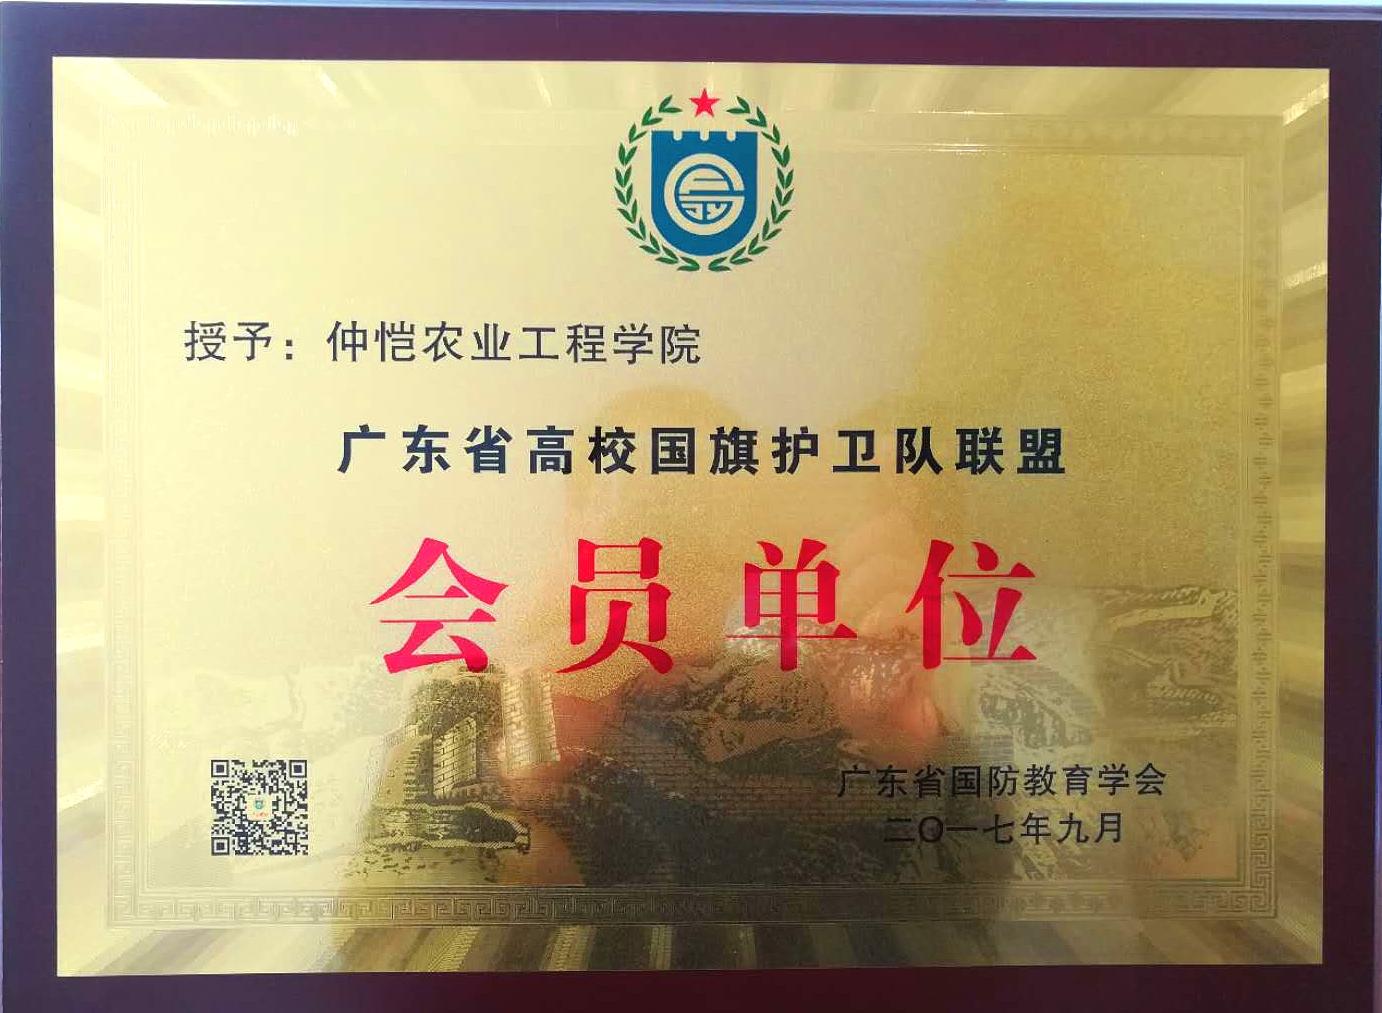 授予：仲恺农业工程学院
广东省高校国旗护卫队联盟
会员单位
广东省国防教育学会
二〇一七年九月